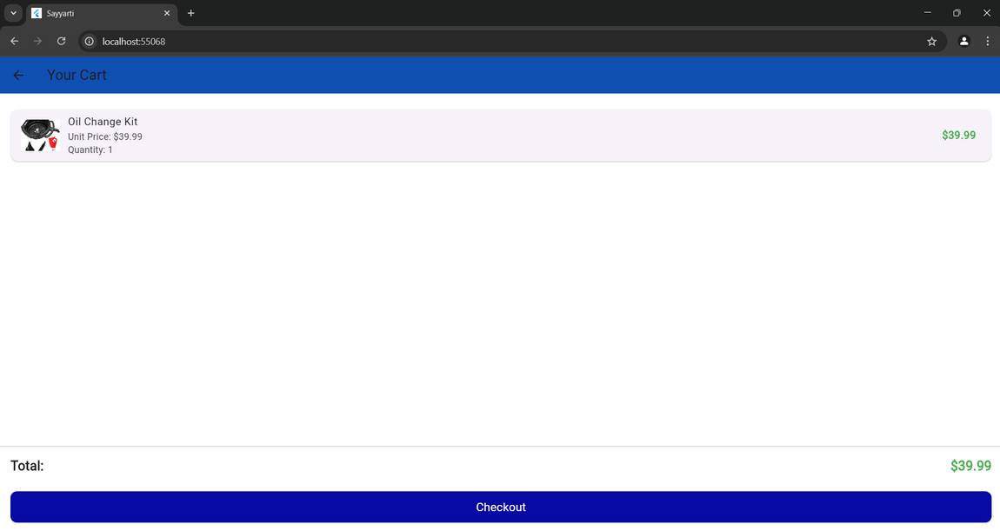 Sayyarti
localhost:55068
Your Cart
Oil Change Kit
Unit Price: $39.99
Quantity: 1
$39.99
Total:
$39.99
Checkout